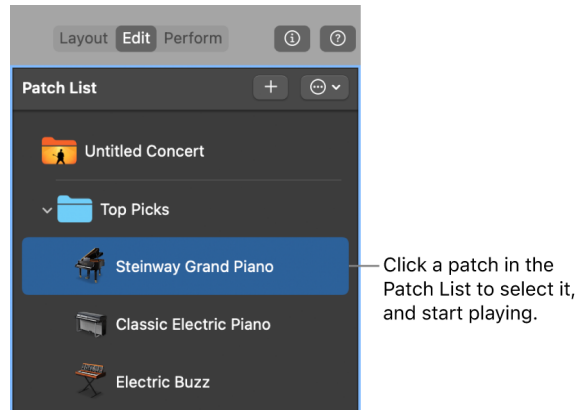 Layout Edit Perform
Patch List
Untitled Concert
Top Picks
Steinway Grand Piano
Click a patch in the
Patch List to select it,
and start playing.
Classic Electric Piano
Electric Buzz